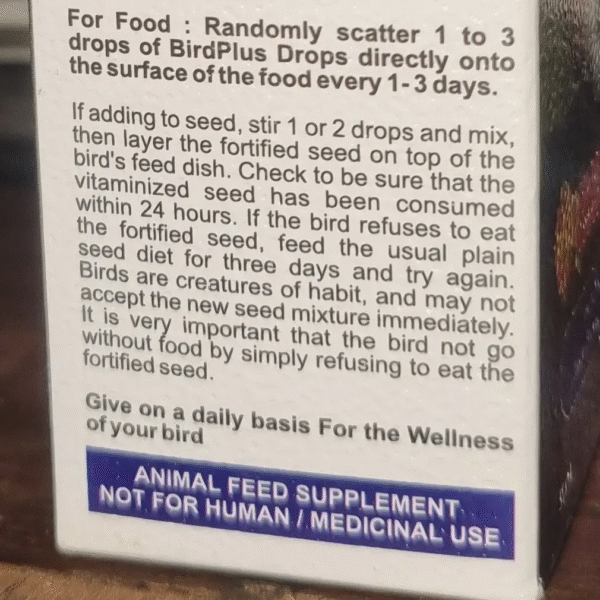 For Food : Randomly scatter 1 to 3
drops of BirdPlus Drops directly onto
the surface of the food every 1-3 days.
If adding to seed, stir 1 or 2 drops and mix,
then layer the fortified seed on top of the
bird's feed dish. Check to be sure that the
vitaminized seed has been consumed
within 24 hours. If the bird refuses to eat
the fortified seed, feed the usual plain
seed diet for three days and try again.
Birds are creatures of habit, and may not
accept the new seed mixture immediately.
It is very important that the bird not go
without food by simply refusing to eat the
fortified seed.
Give on a daily basis For the Wellness
of your bird
ANIMAL FEED SUPPLEMENT
NOT FOR HUMAN / MEDICINAL USE